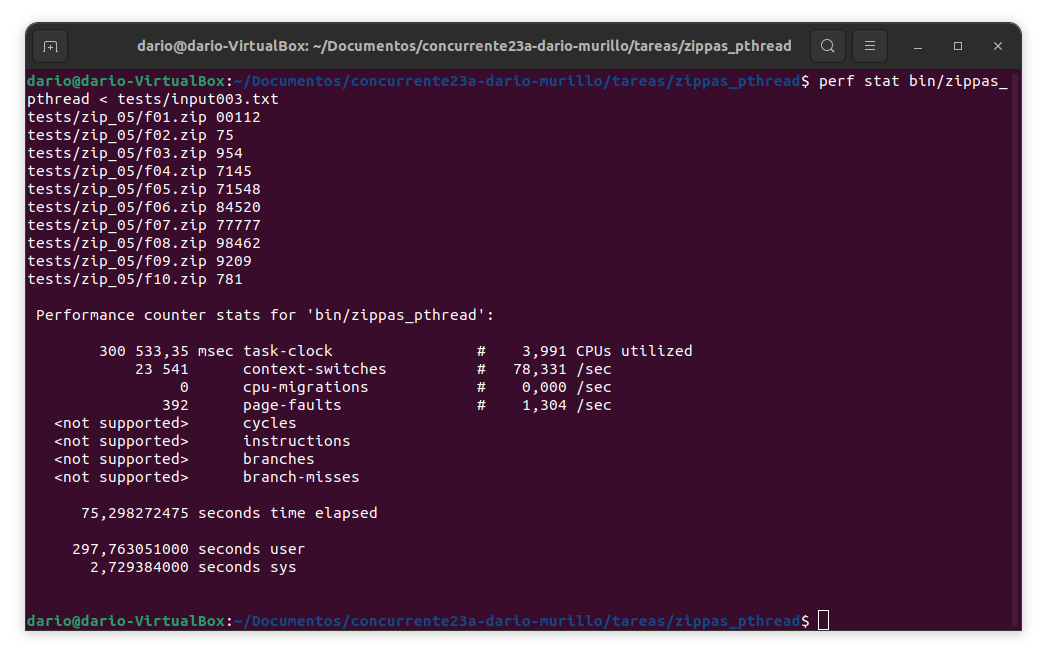 dario@dario-VirtualBox: ~/Documentos/concurrente23a-dario-murillo/tareas/zippas_pthread
dario@dario-VirtualBox:~/Documentos/concurrente23a-dario-murillo/tareas/zippas_pthread$ perf stat bin/zippas_
pthread < tests/input003.txt
tests/zip_05/f01.zip 00112
tests/zip_05/f02.zip 75
tests/zip_05/f03.zip 954
tests/zip_05/f04.zip 7145
tests/zip_05/f05.zip 71548
tests/zip_05/f06.zip 84520
tests/zip_05/f07.zip 77777
tests/zip_05/f08.zip 98462
tests/zip_05/f09.zip 9209
tests/zip_05/f10.zip 781
Performance counter stats for 'bin/zippas_pthread':
300 533,35 msec task-clock # 3,991 CPUs utilized
23 541 context-switches # 78,331 /sec
0 cpu-migrations # 0,000 /sec
392 page-faults # 1,304 /sec
<not supported> cycles
<not supported> instructions
<not supported> branches
<not supported> branch-misses
75,298272475 seconds time elapsed
297,763051000 seconds user
2,729384000 seconds sys
dario@dario-VirtualBox:~/Documentos/concurrente23a-dario-murillo/tareas/zippas_pthread$